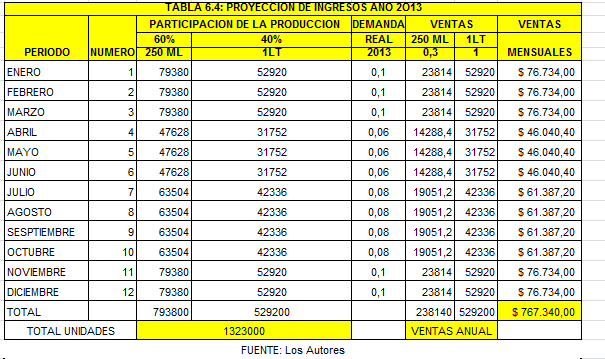 TABLA 6.4: PROYECCION DE INGRESOS AÑO 2013
PARTICIPACION DE LA PRODUCCION DEMANDA VENTAS VENTAS
60% 40% REAL 250 ML 1LT
PERIODO NUMERO 250 ML 1LT 2013 0,3 1 MENSUALES
ENERO 1 79380 52920 0,1 23814 52920 $ 76.734,00
FEBRERO 2 79380 52920 0,1 23814 52920 $ 76.734,00
MARZO 3 79380 52920 0,1 23814 52920 $ 76.734,00
ABRIL 4 47628 31752 0,06 14288,4 31752 $ 46.040,40
MAYO 5 47628 31752 0,06 14288,4 31752 $ 46.040,40
JUNIO 6 47628 31752 0,06 14288,4 31752 $ 46.040,40
JULIO 7 63504 42336 0,08 19051,2 42336 $ 61.387,20
AGOSTO 8 63504 42336 0,08 19051,2 42336 $ 61.387,20
SESPTIEMBRE 9 63504 42336 0,08 19051,2 42336 $ 61.387,20
OCTUBRE 10 63504 42336 0,08 19051,2 42336 $ 61.387,20
NOVIEMBRE 11 79380 52920 0,1 23814 52920 $ 76.734,00
DICIEMBRE 12 79380 52920 0,1 23814 52920 $ 76.734,00
TOTAL 793800 529200 238140 529200 $ 767.340,00
TOTAL UNIDADES 1323000 VENTAS ANUAL
FUENTE: Los Autores